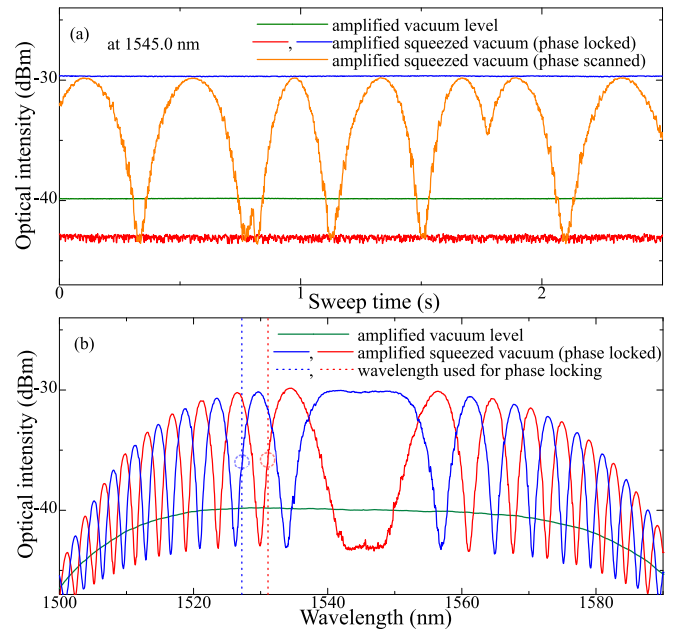 (a)
at 1545.0 nm
amplified vacuum level
, amplified squeezed vacuum (phase locked)
amplified squeezed vacuum (phase scanned)
-30
-40
Optical intensity (dBm)
0 1 2
Sweep time (s)
(b)
amplified vacuum level
, amplified squeezed vacuum (phase locked)
, wavelength used for phase locking
-30
-40
Optical intensity (dBm)
1500 1520 1540 1560 1580
Wavelength (nm)